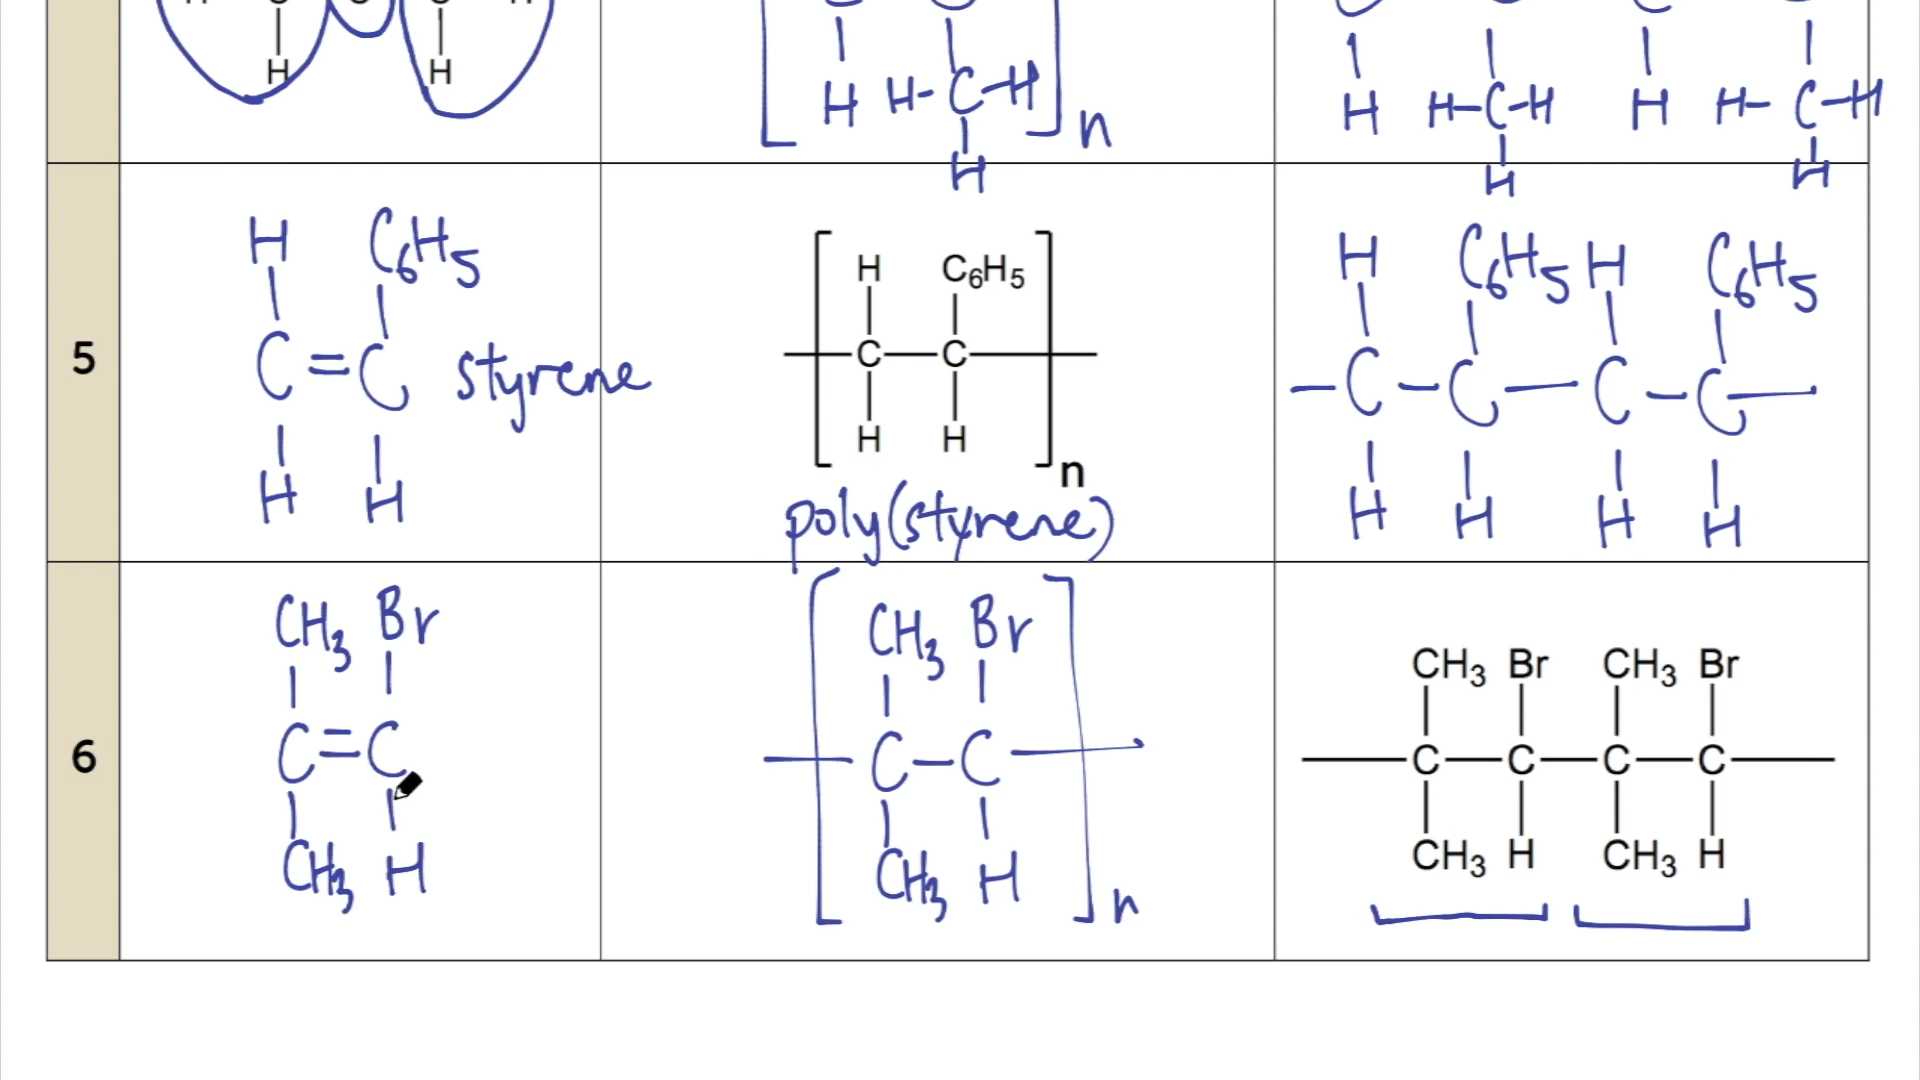 H C C H
H H
H H-C-H
H
n
H H-C-H H H-C-H
H H
5
H C6H5
C=C styrene
H H
H C6H5
C C
H H
n
poly(styrene)
H C6H5 H C6H5
-C-C-C-C-
H H H H
6
CH3 Br
C=C
CH3 H
CH3 Br
-C-C-
CH3 H
n
CH3 Br CH3 Br
C C C C
CH3 H CH3 H